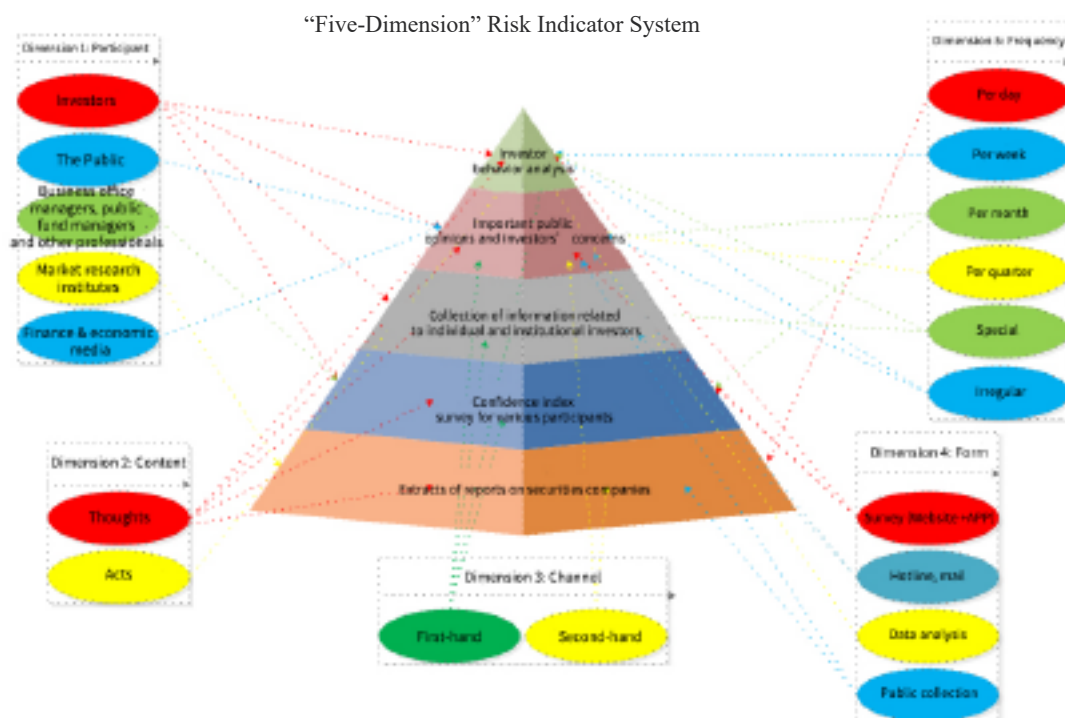 “Five-Dimension” Risk Indicator System
Dimension 1: Participant
Investors
The Public
Business office
managers, public
fund managers
and other professionals
Market research
institutes
Finance & economic
media
Dimension 2: Content
Thoughts
Acts
Investor
behavior analysis
Important public
opinions and investors' concerns
Collection of information related
to individual and institutional investors
Confidence index
survey for various participants
Extracts of reports on securities companies
Dimension 3: Channel
First-hand
Second-hand
Dimension 5: Frequency
Per day
Per week
Per month
Per quarter
Special
Irregular
Dimension 4: Form
Survey (Website+APP)
Hotline, mail
Data analysis
Public collection